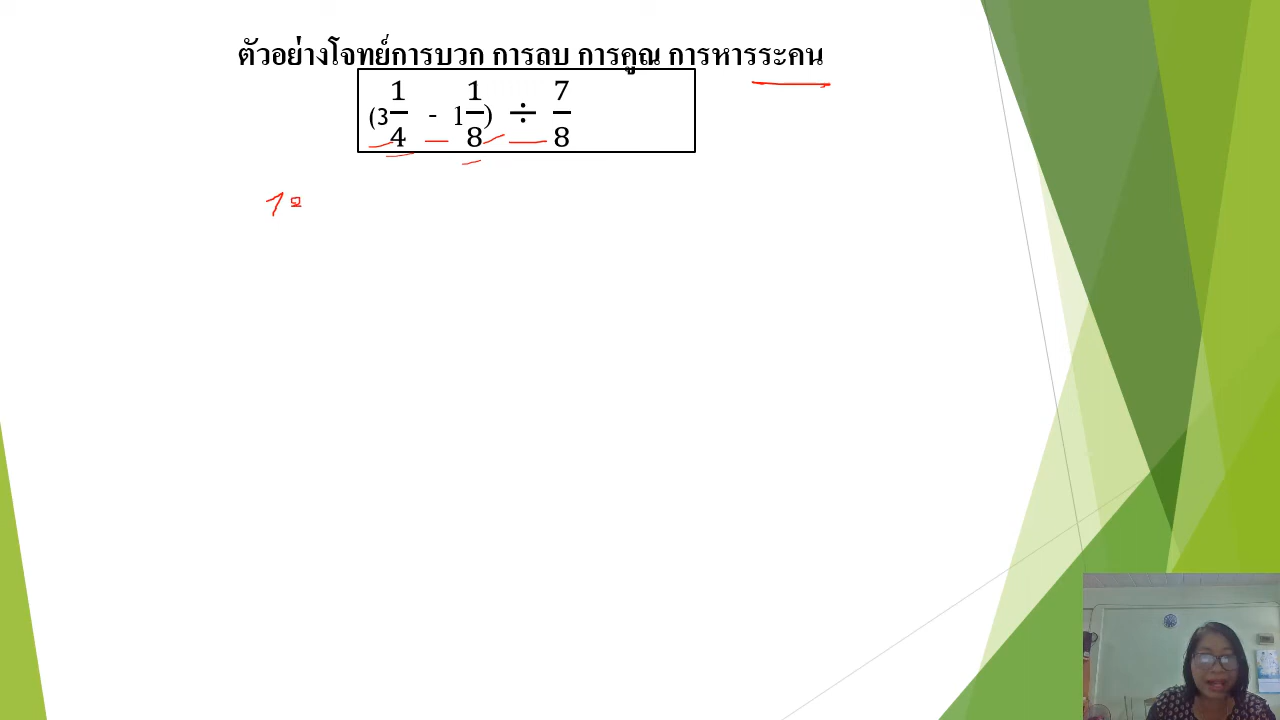 ตัวอย่างโจทย์การบวก การลบ การคูณ การหารระคน
(3 1/4 - 1 1/8) ÷ 7/8